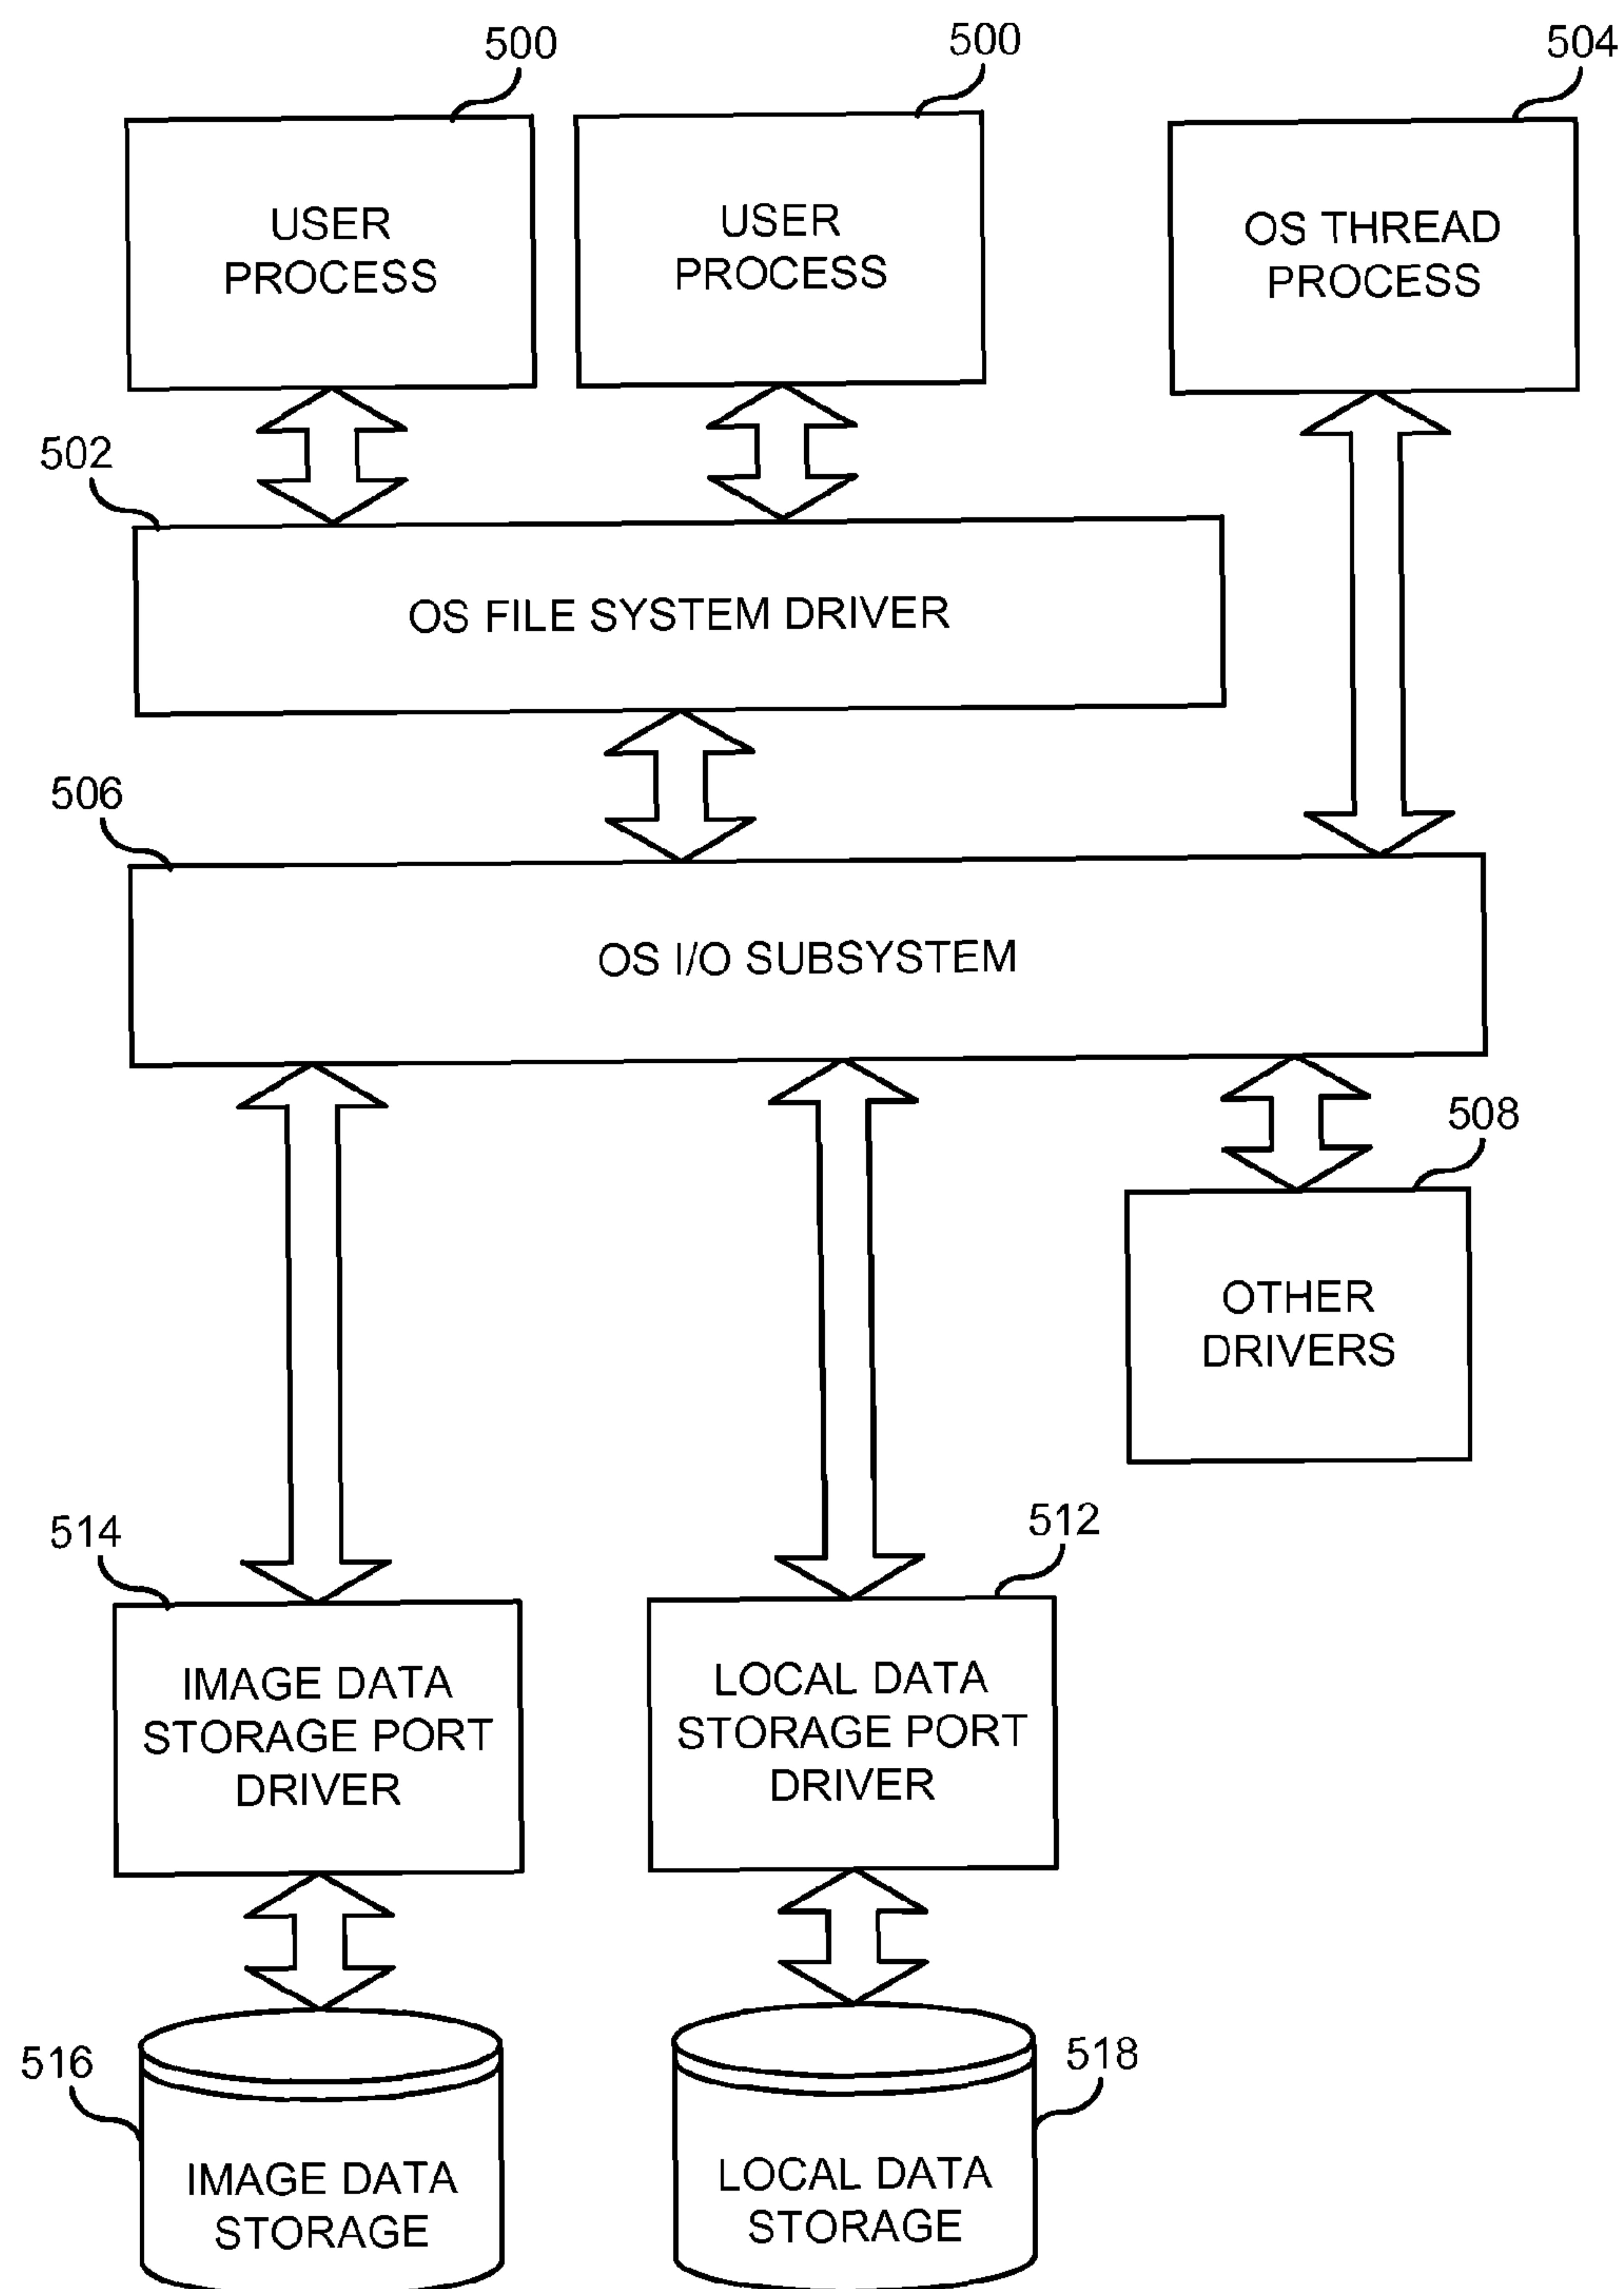 500
500
504
USER
PROCESS
USER
PROCESS
OS THREAD
PROCESS
502
OS FILE SYSTEM DRIVER
506
OS I/O SUBSYSTEM
508
OTHER
DRIVERS
514
512
IMAGE DATA
STORAGE PORT
DRIVER
LOCAL DATA
STORAGE PORT
DRIVER
516
518
IMAGE DATA
STORAGE
LOCAL DATA
STORAGE